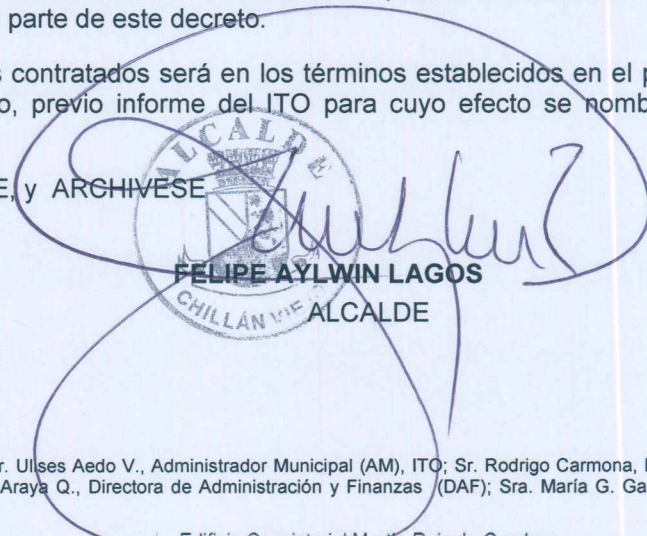 parte de este decreto.
s contratados será en los términos establecidos en el p
o, previo informe del ITO para cuyo efecto se nomb
E, y ARCHIVESE
ALCALDE
FELIPE AYLWIN LAGOS
CHILLÁN VIE
ALCALDE
r. Ulises Aedo V., Administrador Municipal (AM), ITO; Sr. Rodrigo Carmona,
Araya Q., Directora de Administración y Finanzas (DAF); Sra. María G. Ga